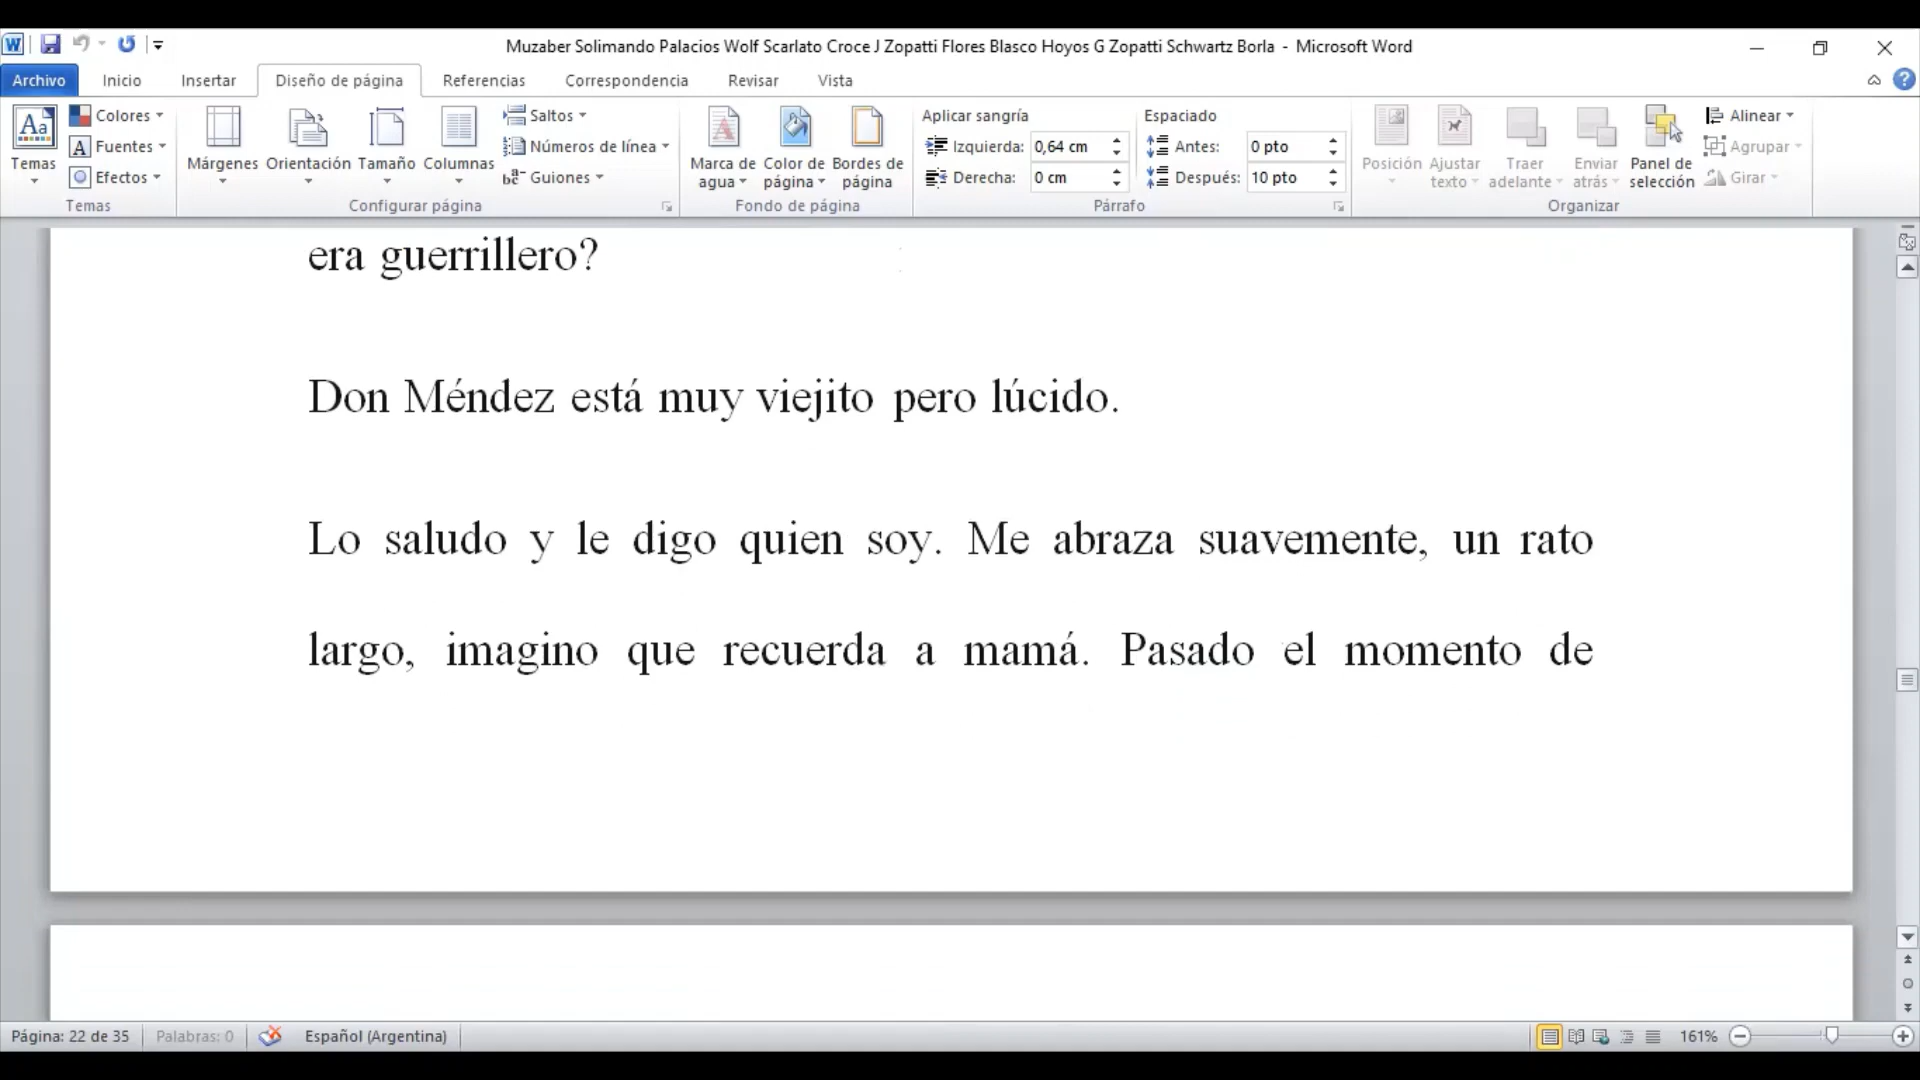 Muzaber Solimando Palacios Wolf Scarlato Croce J Zopatti Flores Blasco Hoyos G Zopatti Schwartz Borla - Microsoft Word
Archivo Inicio Insertar Diseño de página Referencias Correspondencia Revisar Vista
Temas
Colores
Fuentes
Efectos
Temas
Márgenes
Orientación
Tamaño
Columnas
Saltos
Números de línea
Guiones
Configurar página
Marca de agua
Color de página
Bordes de página
Fondo de página
Aplicar sangría
Izquierda: 0,64 cm
Derecha: 0 cm
Espaciado
Antes: 0 pto
Después: 10 pto
Párrafo
Posición
Ajustar texto
Traer adelante
Enviar atrás
Panel de selección
Alinear
Agrupar
Girar
Organizar
era guerrillero?
Don Méndez está muy viejito pero lúcido.
Lo saludo y le digo quien soy. Me abraza suavemente, un rato
largo, imagino que recuerda a mamá. Pasado el momento de
Página: 22 de 35 Palabras: 0 Español (Argentina) 161%